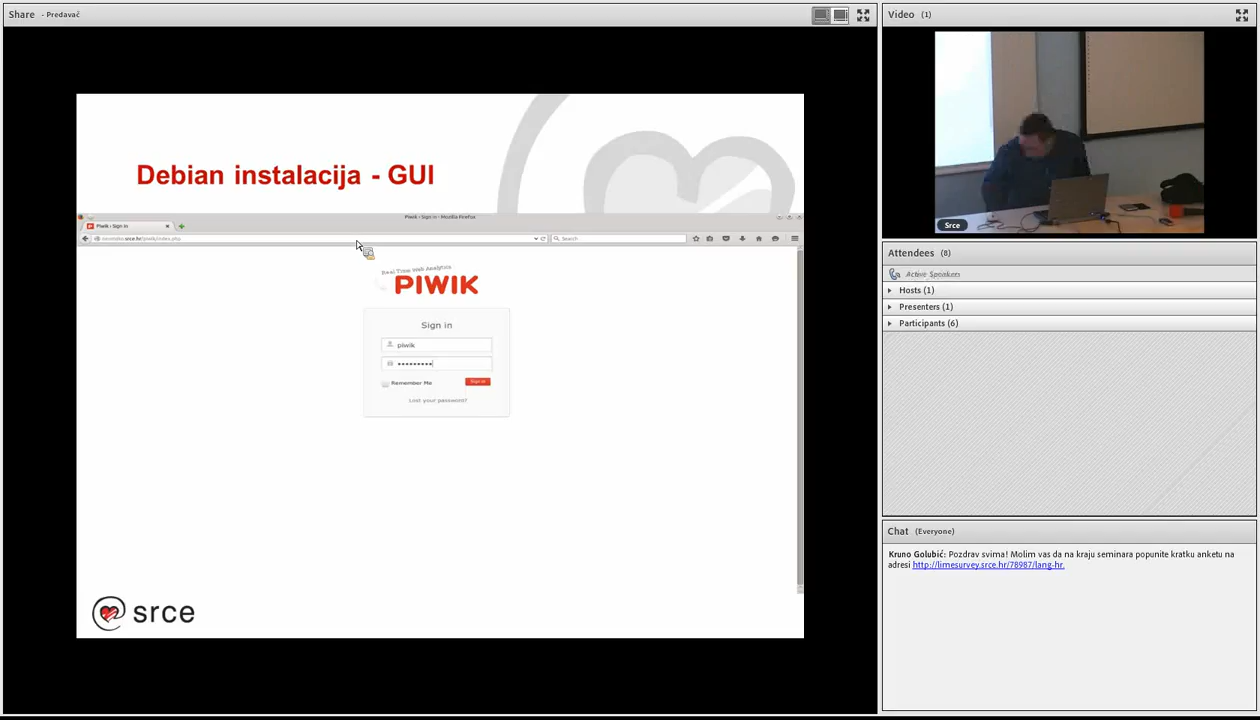 Share - Predavač
Debian instalacija - GUI
Piwik › Sign in - Mozilla Firefox
Piwik › Sign in
Search
Real Time Web Analytics
PIWIK
Sign in
piwik
Remember Me
Sign in
Lost your password?
srce
Video (1)
Srce
Attendees (8)
Active Speakers
Hosts (1)
Presenters (1)
Participants (6)
Chat (Everyone)
Kruno Golubić: Pozdrav svima! Molim vas da na kraju seminara popunite kratku anketu na
adresi http://limesurvey.srce.hr/78987/lang-hr.